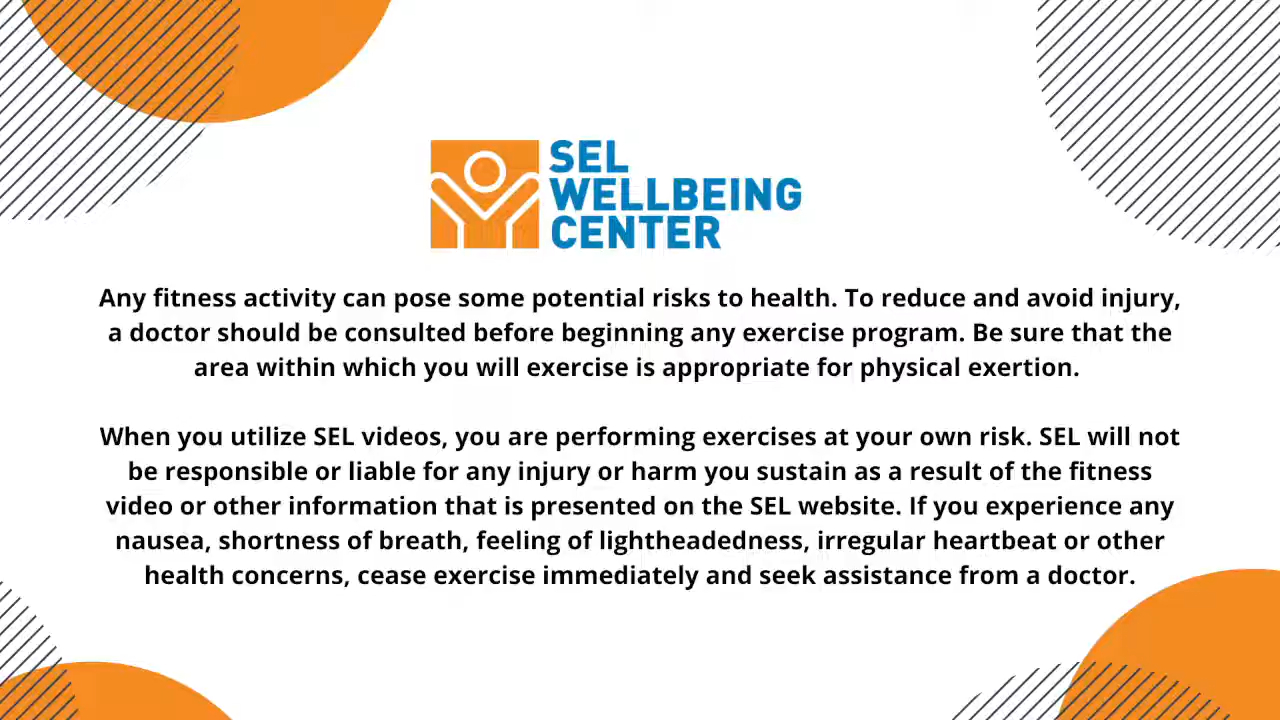 SEL
WELLBEING
CENTER
Any fitness activity can pose some potential risks to health. To reduce and avoid injury,
a doctor should be consulted before beginning any exercise program. Be sure that the
area within which you will exercise is appropriate for physical exertion.
When you utilize SEL videos, you are performing exercises at your own risk. SEL will not
be responsible or liable for any injury or harm you sustain as a result of the fitness
video or other information that is presented on the SEL website. If you experience any
nausea, shortness of breath, feeling of lightheadedness, irregular heartbeat or other
health concerns, cease exercise immediately and seek assistance from a doctor.